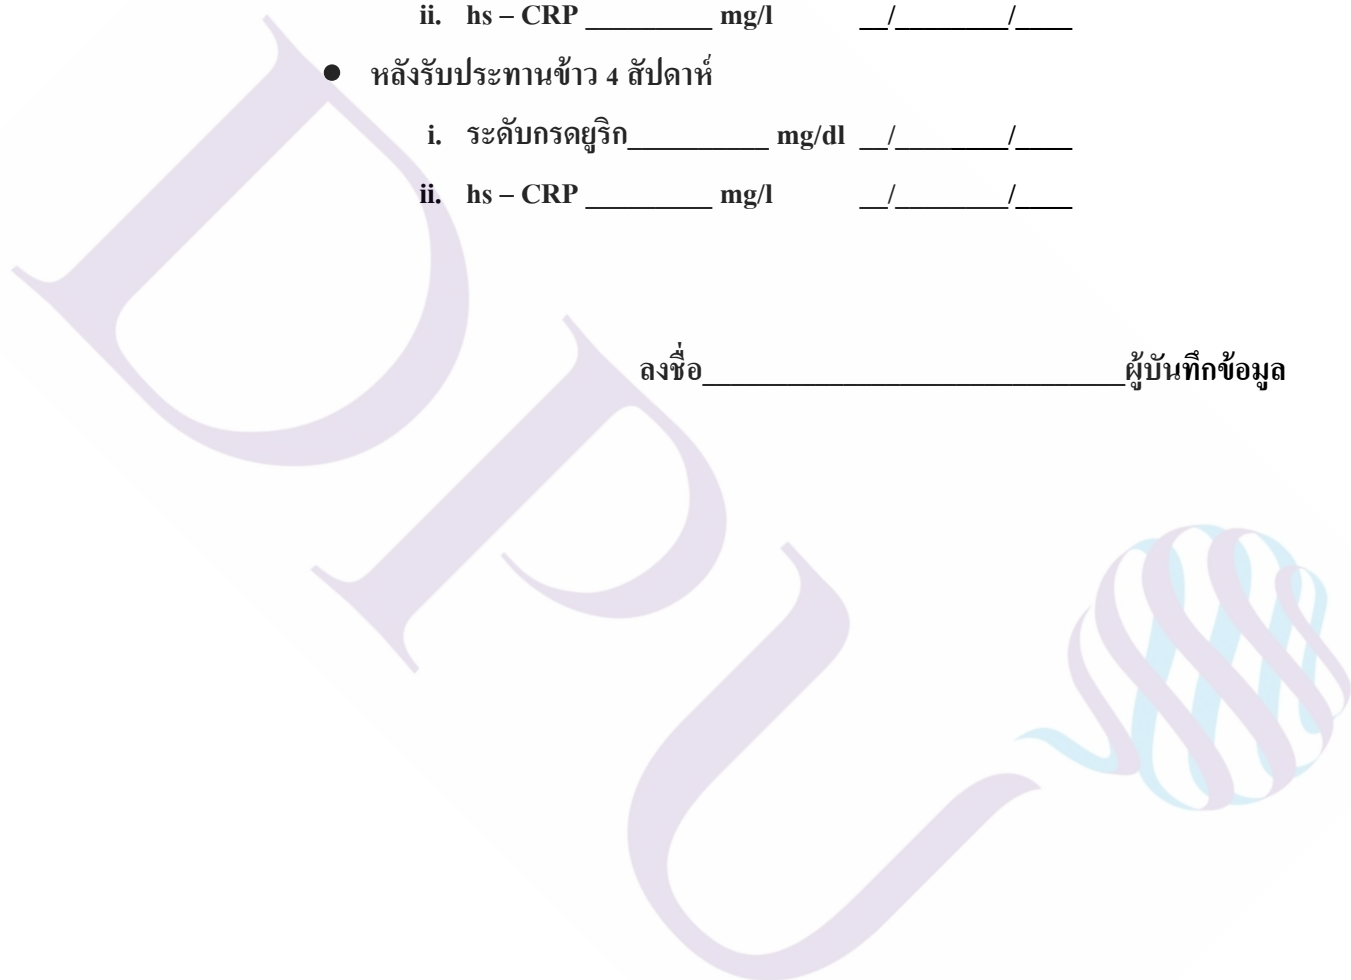 ii. hs – CRP _________ mg/l __/________/____
● หลังรับประทานข้าว 4 สัปดาห์
i. ระดับกรดยูริก__________ mg/dl __/________/____
ii. hs – CRP _________ mg/l __/________/____
ลงชื่อ______________________________ผู้บันทึกข้อมูล
DPU